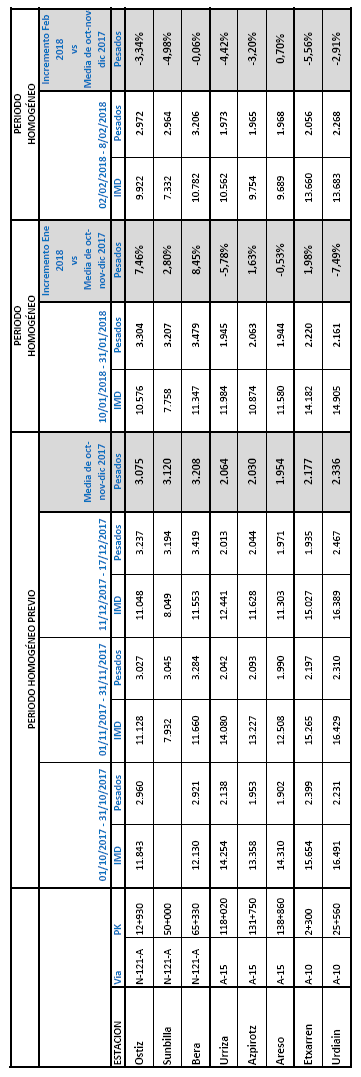 PERIODO HOMOGÉNEO PREVIO PERIODO HOMOGÉNEO PERIODO HOMOGÉNEO
01/10/2017 - 31/10/2017 01/11/2017 - 31/11/2017 11/12/2017 - 17/12/2017 Media de oct-nov-dic 2017 10/01/2018 - 31/01/2018 Incremento Ene 2018 vs Media de oct-nov-dic 2017 02/02/2018 - 8/02/2018 Incremento Feb 2018 vs Media de oct-nov dic 2017
ESTACION Via PK IMD Pesados IMD Pesados IMD Pesados Pesados IMD Pesados Pesados IMD Pesados Pesados
Ostiz N-121-A 12+930 11.843 2.960 11.128 3.027 11.048 3.237 3.075 10.576 3.304 7,46% 9.922 2.972 -3,34%
Sunbilla N-121-A 50+000 7.932 3.045 8.049 3.194 3.120 7.758 3.207 2,80% 7.332 2.964 -4,98%
Bera N-121-A 65+330 12.130 2.921 11.660 3.284 11.553 3.419 3.208 11.347 3.479 8,45% 10.782 3.206 -0,06%
Urriza A-15 118+020 14.254 2.138 14.080 2.042 12.441 2.013 2.064 11.984 1.945 -5,78% 10.562 1.973 -4,42%
Azpirotz A-15 131+750 13.358 1.953 13.227 2.093 11.628 2.044 2.030 10.874 2.063 1,63% 9.754 1.965 -3,20%
Areso A-15 138+860 14.310 1.902 12.508 1.990 11.303 1.971 1.954 11.580 1.944 -0,53% 9.689 1.968 0,70%
Etxarren A-10 2+300 15.654 2.399 15.265 2.197 15.027 1.935 2.177 14.182 2.220 1,98% 13.660 2.056 -5,56%
Urdiain A-10 25+560 16.491 2.231 16.429 2.310 16.389 2.467 2.336 14.905 2.161 -7,49% 13.683 2.268 -2,91%